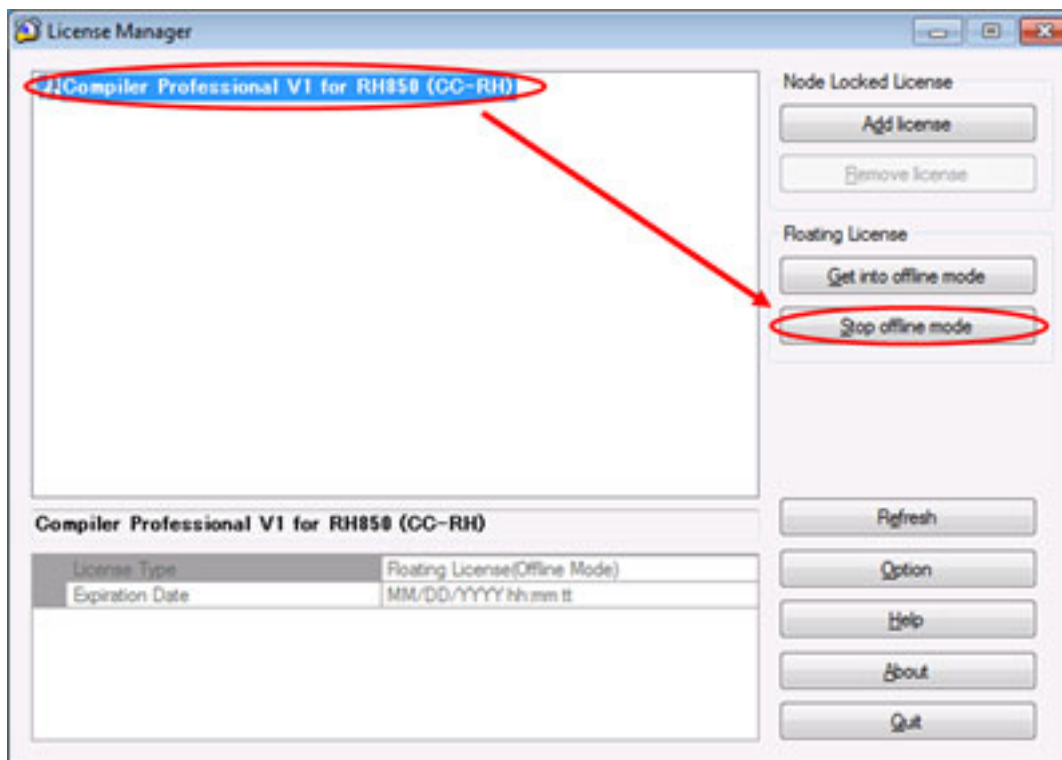 License Manager
Compiler Professional V1 for RH850 (CC-RH)
Node Locked License
Add license
Remove license
Floating License
Get into offline mode
Stop offline mode
Compiler Professional V1 for RH850 (CC-RH)
License Type Floating License(Offline Mode)
Expiration Date MM/DD/YYYY hh:mm tt
Refresh
Option
Help
About
Quit